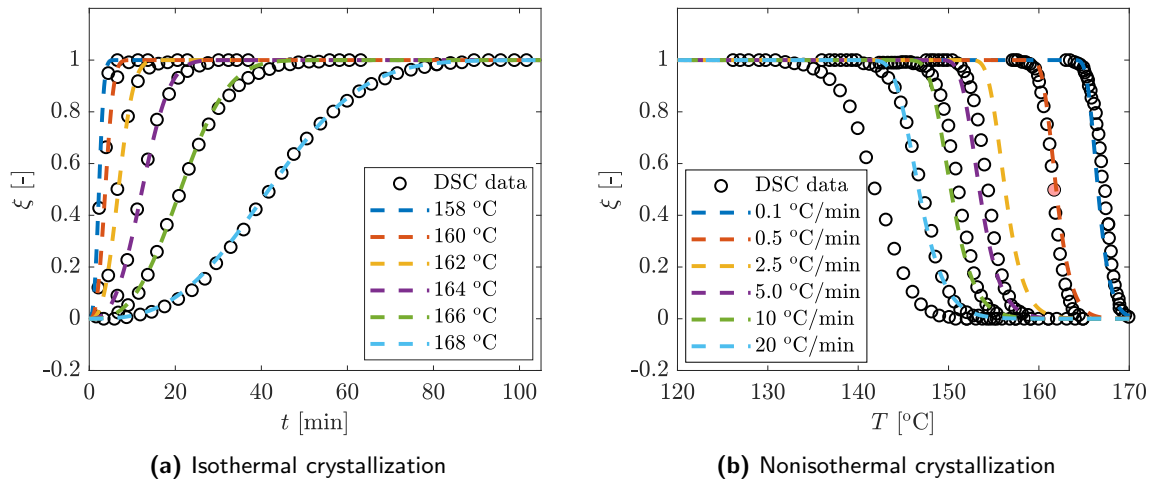 1
0.8
0.6
0.4
0.2
0
-0.2
ξ [-]
0 20 40 60 80 100
t [min]
DSC data
158 °C
160 °C
162 °C
164 °C
166 °C
168 °C
(a) Isothermal crystallization
1
0.8
0.6
0.4
0.2
0
-0.2
ξ [-]
120 130 140 150 160 170
T [°C]
DSC data
0.1 °C/min
0.5 °C/min
2.5 °C/min
5.0 °C/min
10 °C/min
20 °C/min
(b) Nonisothermal crystallization